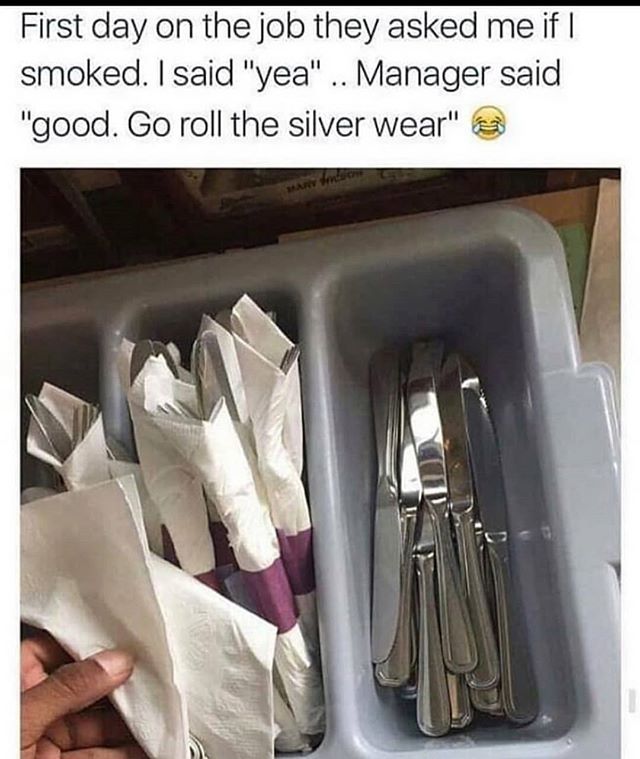 First day on the job they asked me if I
smoked. I said "yea" .. Manager said
"good. Go roll the silver wear" 😂